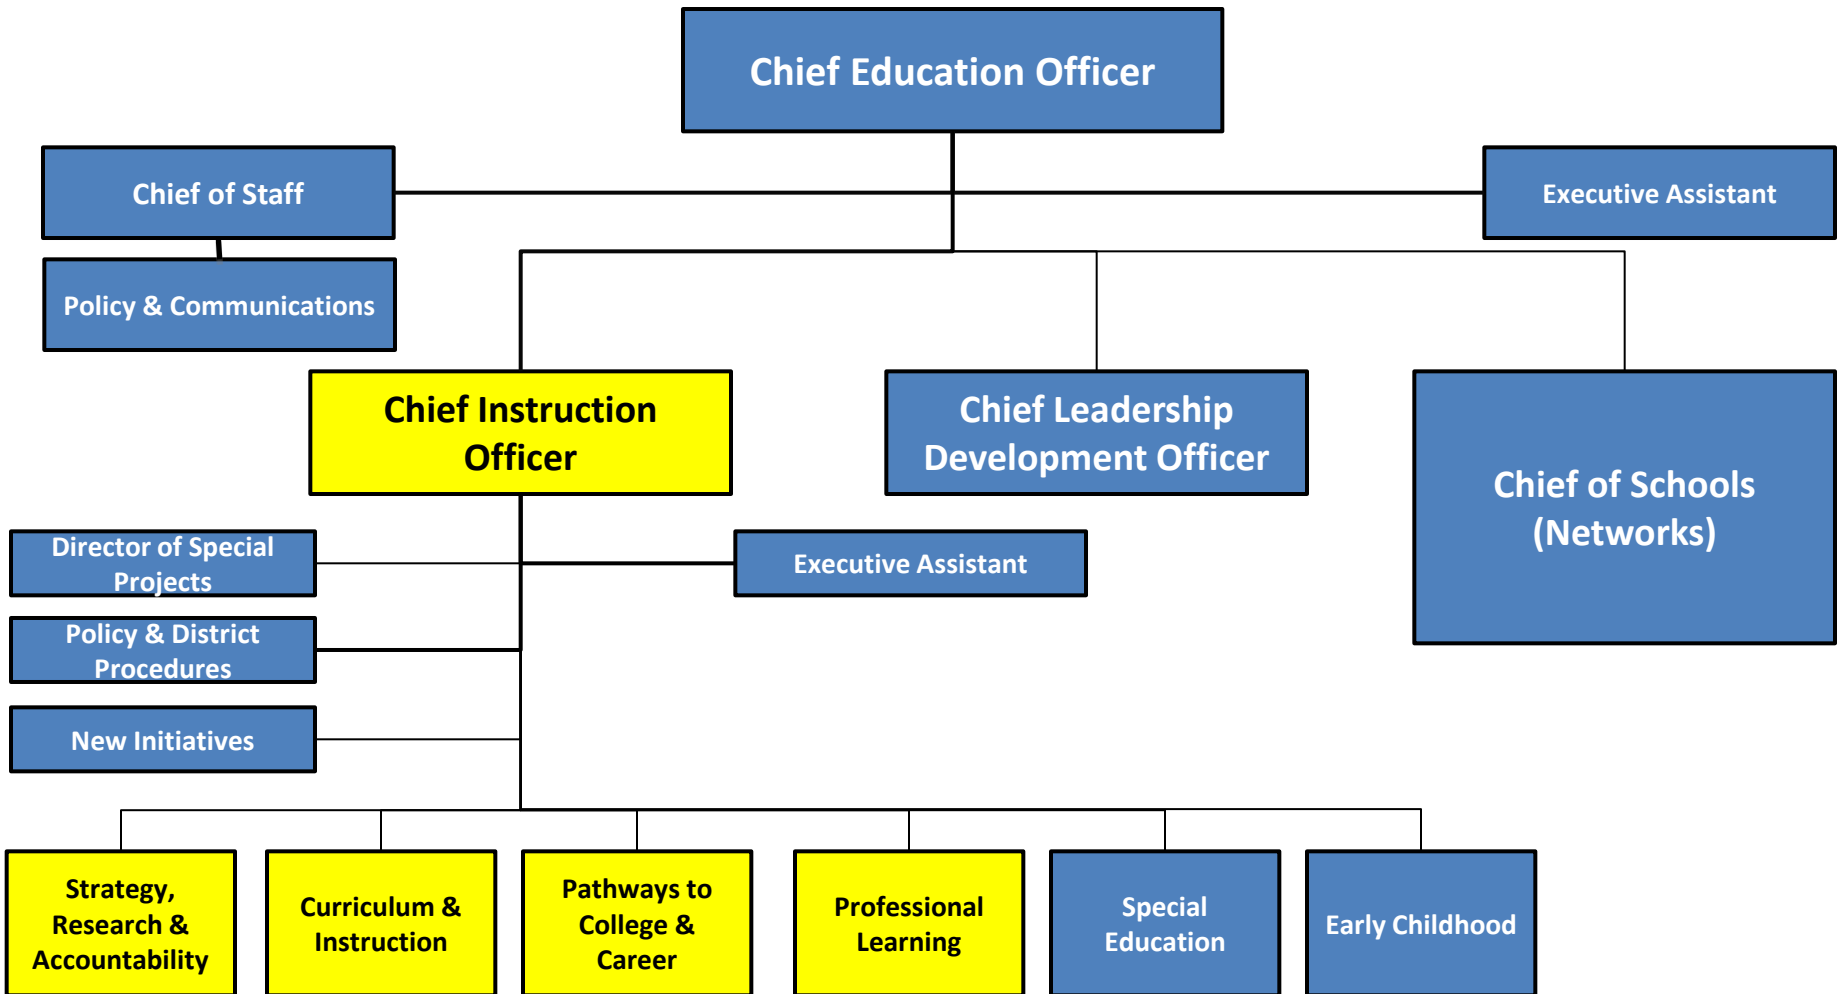 Chief Education Officer
Chief of Staff
Executive Assistant
Policy & Communications
Chief Instruction
Officer
Chief Leadership
Development Officer
Chief of Schools
(Networks)
Director of Special
Projects
Executive Assistant
Policy & District
Procedures
New Initiatives
Strategy,
Research &
Accountability
Curriculum &
Instruction
Pathways to
College &
Career
Professional
Learning
Special
Education
Early Childhood